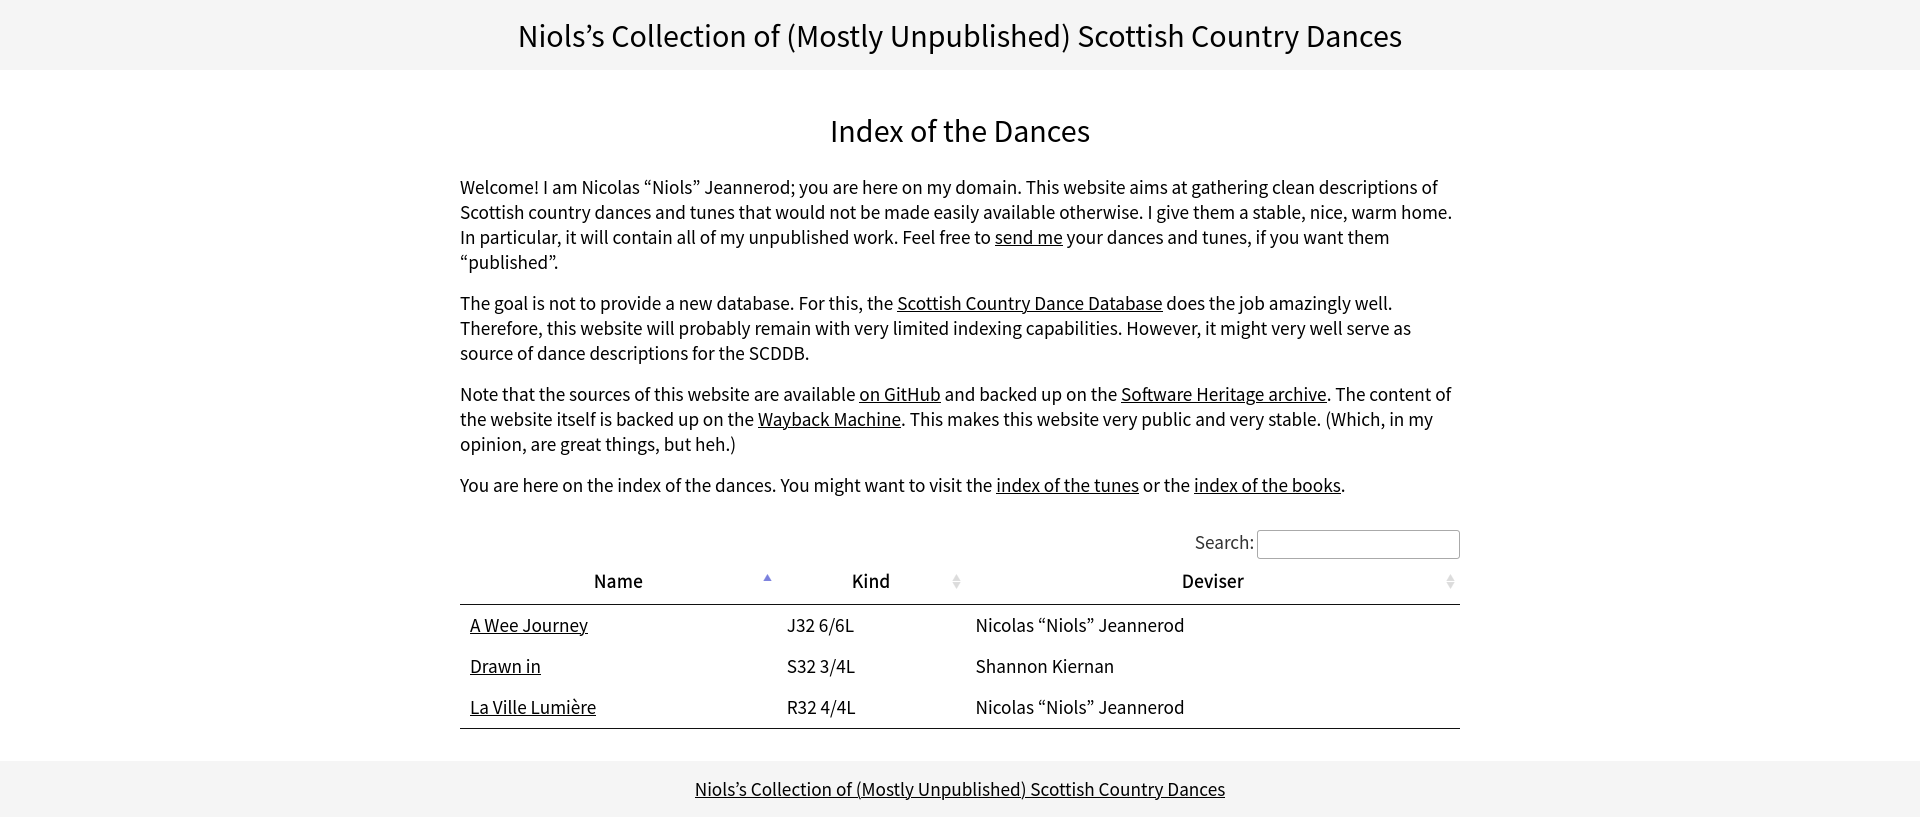 Niols’s Collection of (Mostly Unpublished) Scottish Country Dances
Index of the Dances
Welcome! I am Nicolas “Niols” Jeannerod; you are here on my domain. This website aims at gathering clean descriptions of
Scottish country dances and tunes that would not be made easily available otherwise. I give them a stable, nice, warm home.
In particular, it will contain all of my unpublished work. Feel free to send me your dances and tunes, if you want them
“published”.
The goal is not to provide a new database. For this, the Scottish Country Dance Database does the job amazingly well.
Therefore, this website will probably remain with very limited indexing capabilities. However, it might very well serve as
source of dance descriptions for the SCDDB.
Note that the sources of this website are available on GitHub and backed up on the Software Heritage archive. The content of
the website itself is backed up on the Wayback Machine. This makes this website very public and very stable. (Which, in my
opinion, are great things, but heh.)
You are here on the index of the dances. You might want to visit the index of the tunes or the index of the books.
Search:
Name Kind Deviser
A Wee Journey J32 6/6L Nicolas “Niols” Jeannerod
Drawn in S32 3/4L Shannon Kiernan
La Ville Lumière R32 4/4L Nicolas “Niols” Jeannerod
Niols’s Collection of (Mostly Unpublished) Scottish Country Dances